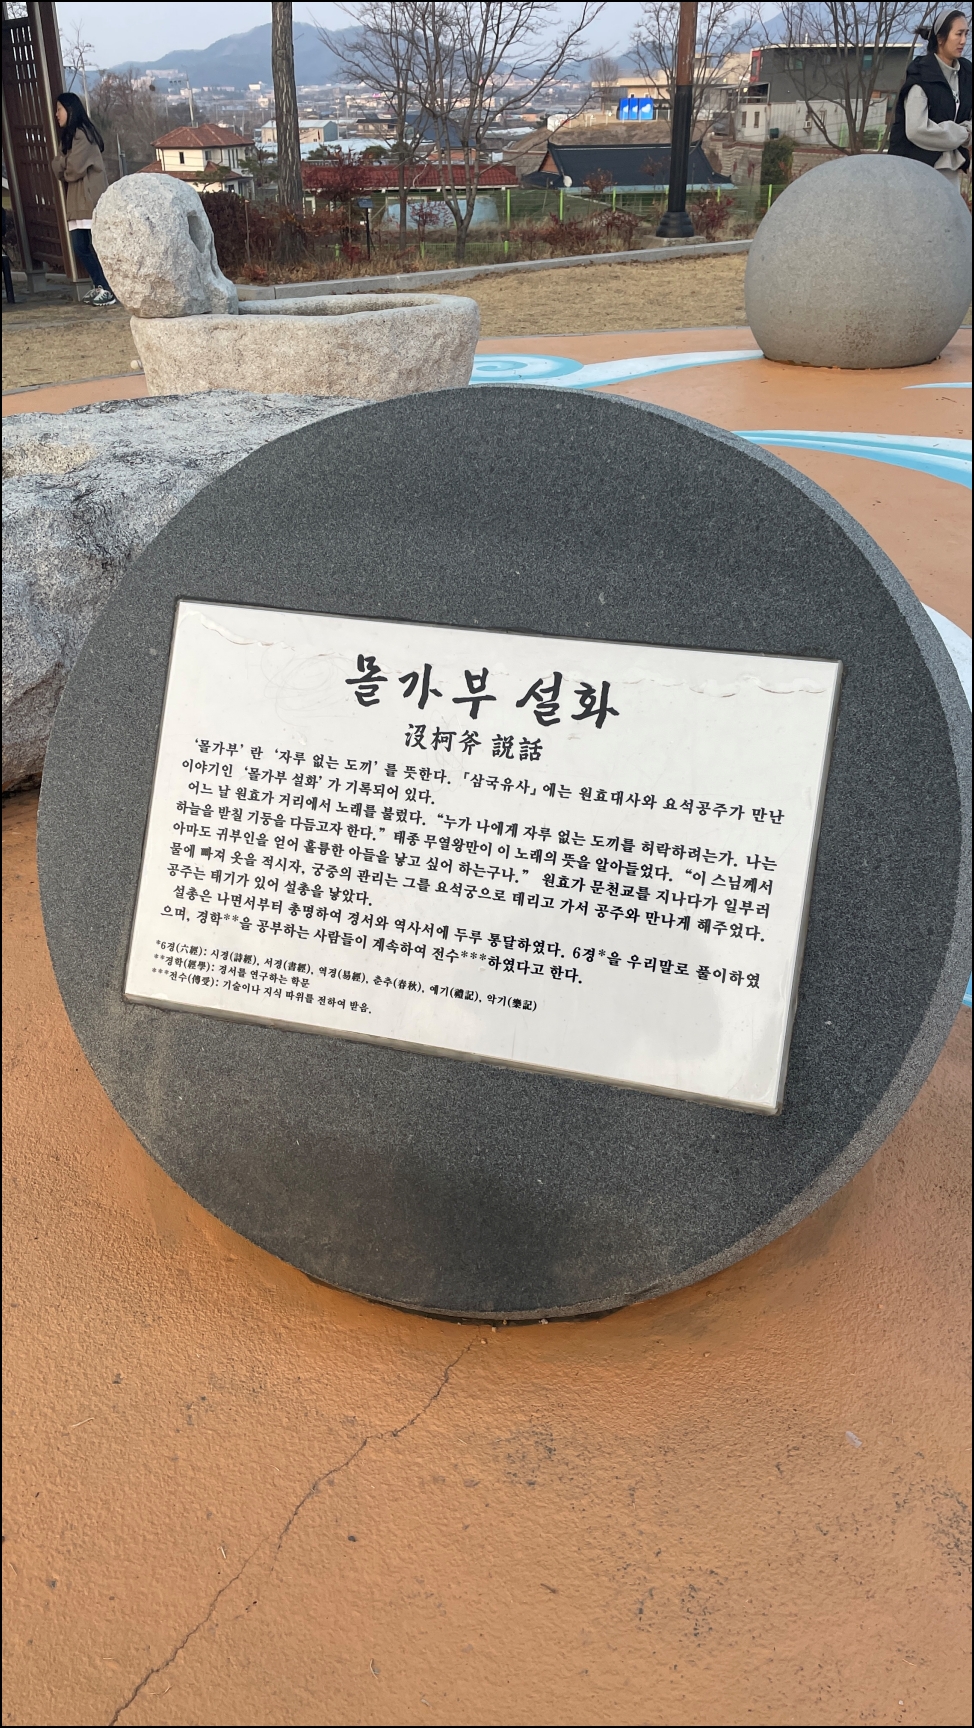 몰가부 설화
沒柯斧 説話
‘몰가부’란 ‘자루 없는 도끼’를 뜻한다. 「삼국유사」에는 원효대사와 요석공주가 만난
이야기인 ‘몰가부 설화’가 기록되어 있다.
어느 날 원효가 거리에서 노래를 불렀다. “누가 나에게 자루 없는 도끼를 허락하려는가. 나는
하늘을 받칠 기둥을 다듬고자 한다.” 태종 무열왕만이 이 노래의 뜻을 알아들었다. “이 스님께서
아마도 귀부인을 얻어 훌륭한 아들을 낳고 싶어 하는구나.” 원효가 문천교를 지나다가 일부러
물에 빠져 옷을 적시자, 궁중의 관리는 그를 요석궁으로 데리고 가서 공주와 만나게 해주었다.
공주는 태기가 있어 설총을 낳았다.
설총은 나면서부터 총명하여 경서와 역사서에 두루 통달하였다. 6경*을 우리말로 풀이하였
으며, 경학**을 공부하는 사람들이 계속하여 전수***하였다고 한다.
*6경(六經): 시경(詩經), 서경(書經), 역경(易經), 춘추(春秋), 예기(禮記), 악기(樂記)
**경학(經學): 경서를 연구하는 학문
***전수(傳受): 기술이나 지식 따위를 전하여 받음.